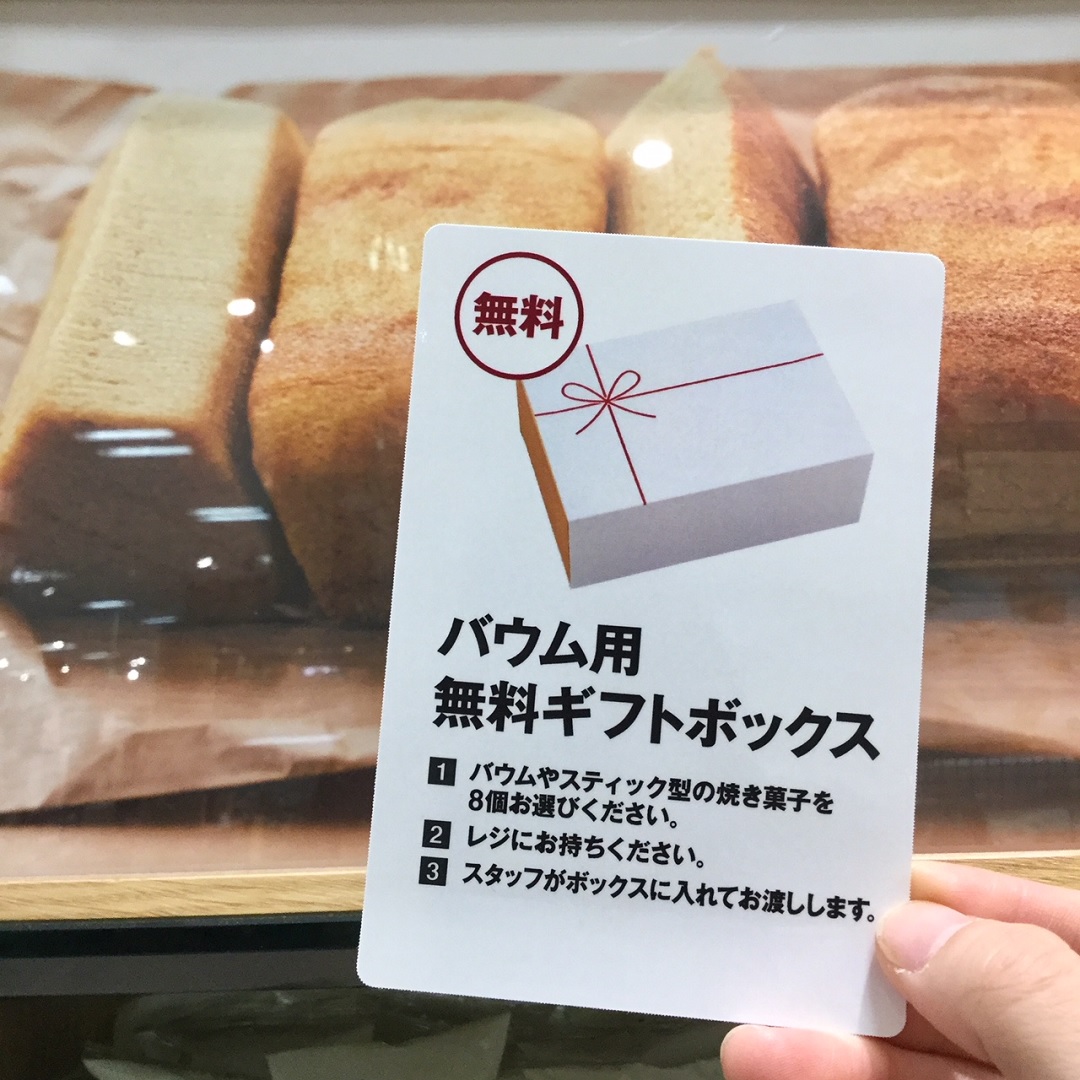 無料
バウム用
無料ギフトボックス
1 バウムやスティック型の焼き菓子を
8個お選びください。
2 レジにお持ちください。
3 スタッフがボックスに入れてお渡しします。